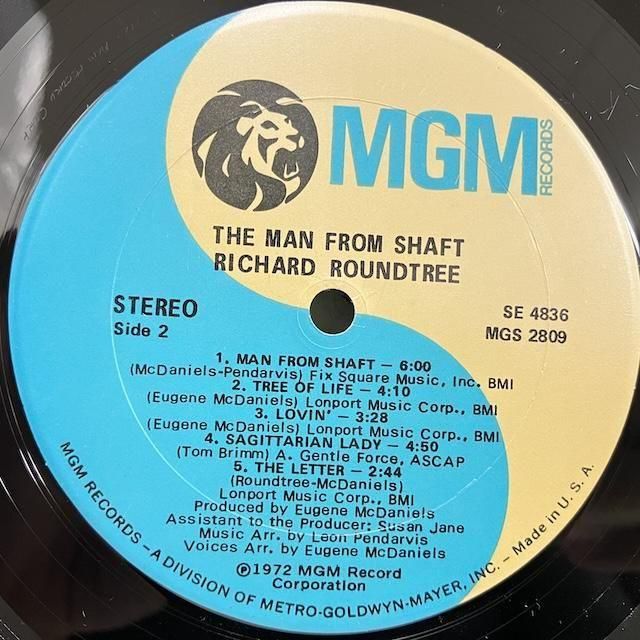 MGM
RECORDS
THE MAN FROM SHAFT
RICHARD ROUNDTREE
STEREO
Side 2
SE 4836
MGS 2809
1. MAN FROM SHAFT — 6:00
(McDaniels-Pendarvis) Fix Square Music, Inc. BMI
2. TREE OF LIFE — 4:10
(Eugene McDaniels) Lonport Music Corp., BMI
3. LOVIN' — 3:28
(Eugene McDaniels) Lonport Music Corp., BMI
4. SAGITTARIAN LADY — 4:50
(Tom Brimm) A. Gentle Force, ASCAP
5. THE LETTER — 2:44
(Roundtree-McDaniels)
Lonport Music Corp., BMI
Produced by Eugene McDaniels
Assistant to the Producer: Susan Jane
Music Arr. by Leon Pendarvis
Voices Arr. by Eugene McDaniels
℗1972 MGM Record
Corporation
MGM RECORDS — A DIVISION OF METRO-GOLDWYN-MAYER, INC. — Made in U. S. A.